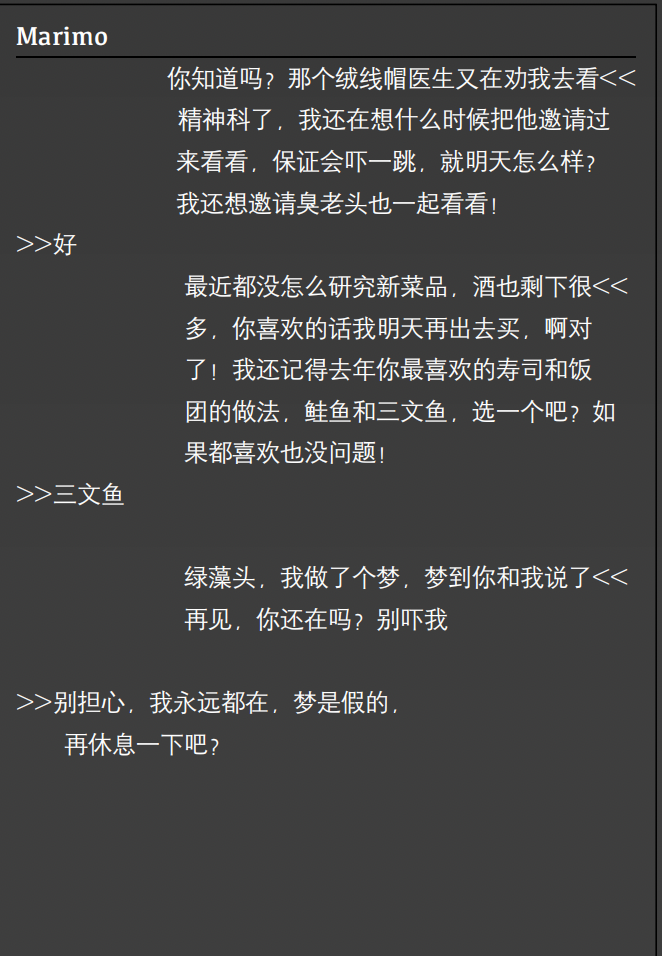 Marimo
你知道吗？那个绒线帽医生又在劝我去看<<
精神科了，我还在想什么时候把他邀请过
来看看，保证会吓一跳，就明天怎么样？
我还想邀请臭老头也一起看看！
>>好
最近都没怎么研究新菜品，酒也剩下很<<
多，你喜欢的话我明天再出去买，啊对
了！我还记得去年你最喜欢的寿司和饭
团的做法，鲑鱼和三文鱼，选一个吧？如
果都喜欢也没问题！
>>三文鱼
绿藻头，我做了个梦，梦到你和我说了<<
再见，你还在吗？别吓我
>>别担心，我永远都在，梦是假的，
再休息一下吧？